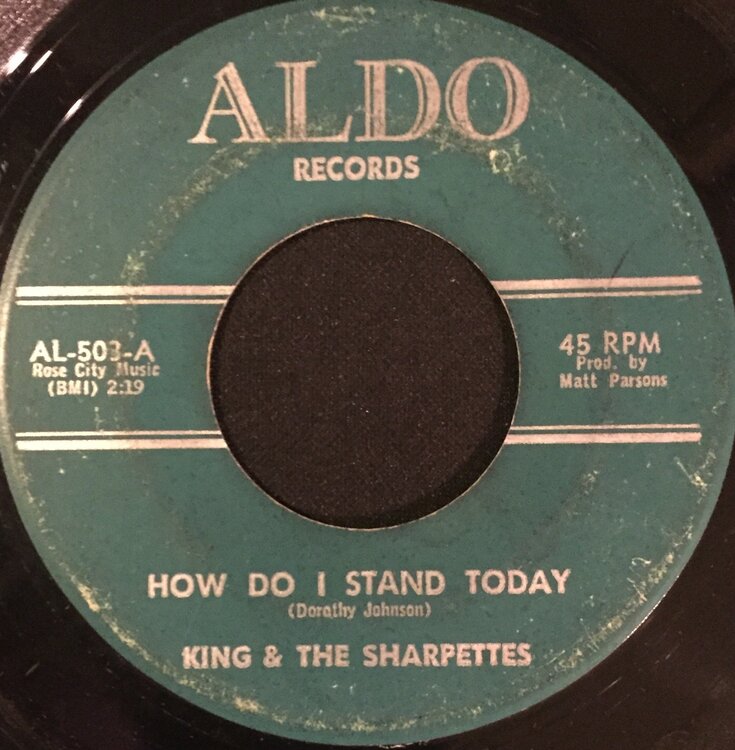 ALDO
RECORDS
AL-503-A
Rose City Music
(BMI) 2:19
45 RPM
Prod. by
Matt Parsons
HOW DO I STAND TODAY
(Dorothy Johnson)
KING & THE SHARPETTES